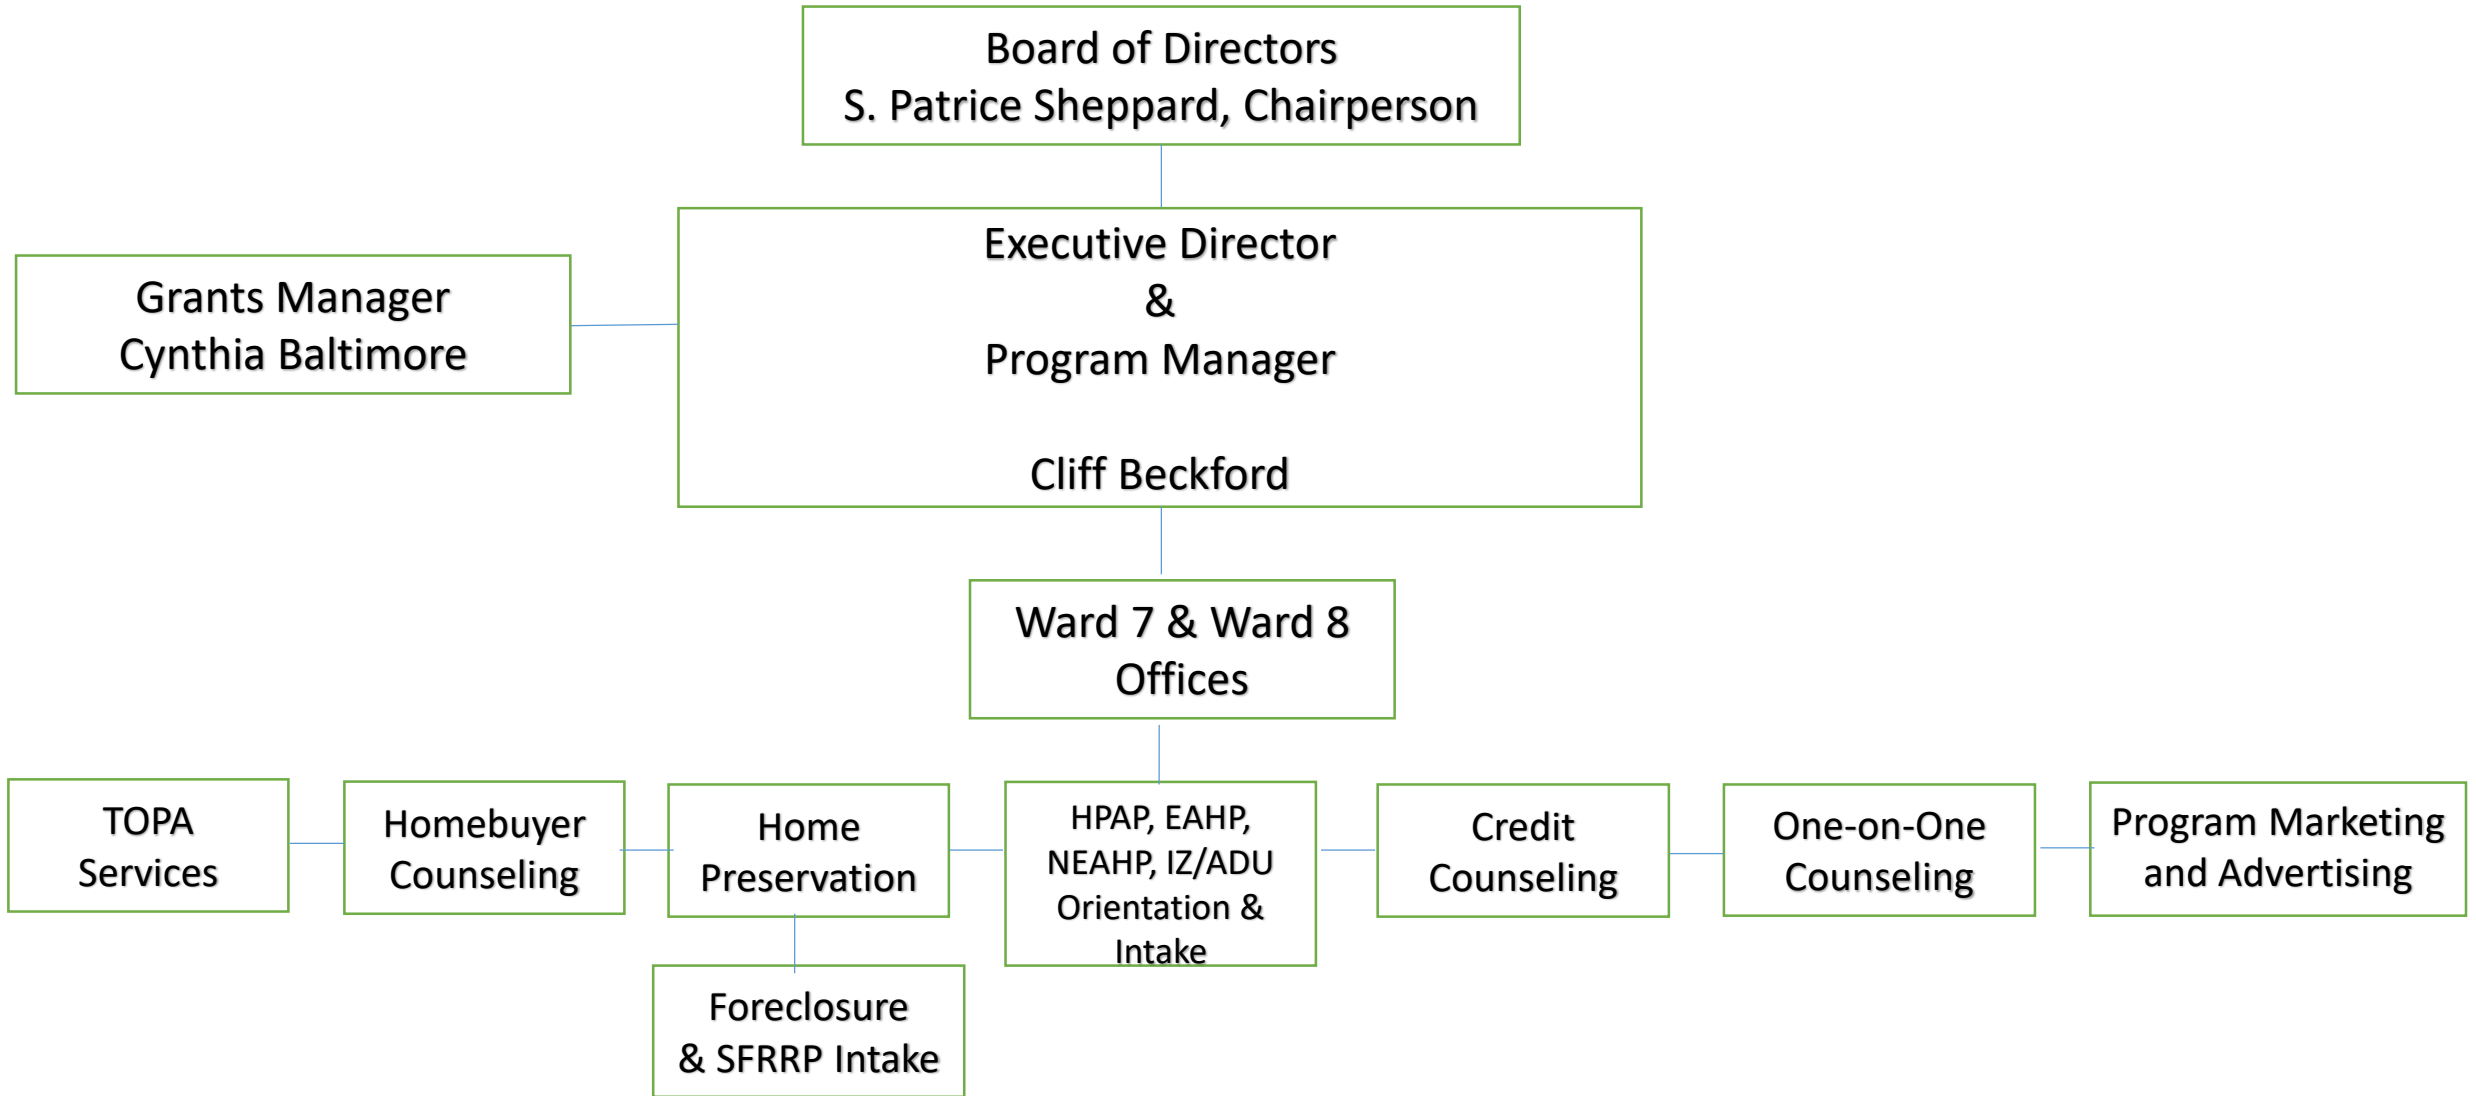 Board of Directors
S. Patrice Sheppard, Chairperson
Executive Director
&
Program Manager
Cliff Beckford
Grants Manager
Cynthia Baltimore
Ward 7 & Ward 8
Offices
TOPA
Services
Homebuyer
Counseling
Home
Preservation
HPAP, EAHP,
NEAHP, IZ/ADU
Orientation &
Intake
Credit
Counseling
One-on-One
Counseling
Program Marketing
and Advertising
Foreclosure
& SFRRP Intake